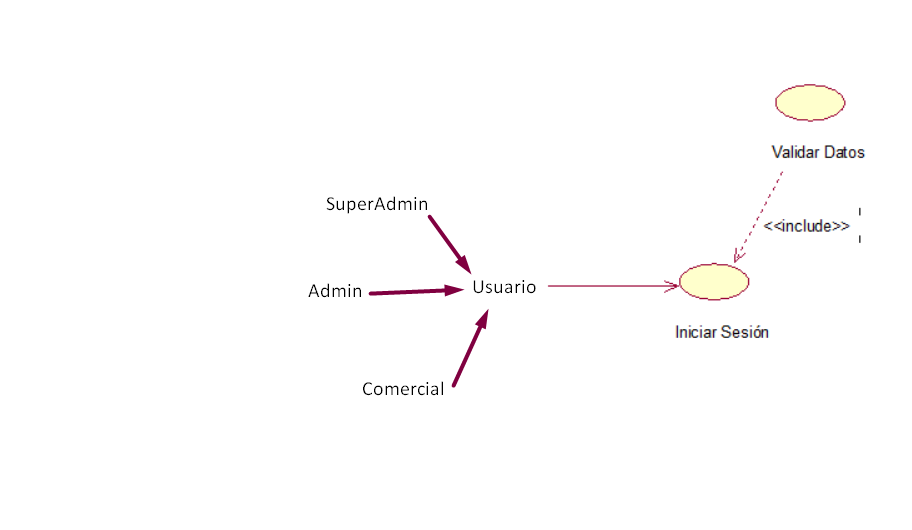 Validar Datos
SuperAdmin
<<include>>
Admin
Usuario
Iniciar Sesión
Comercial